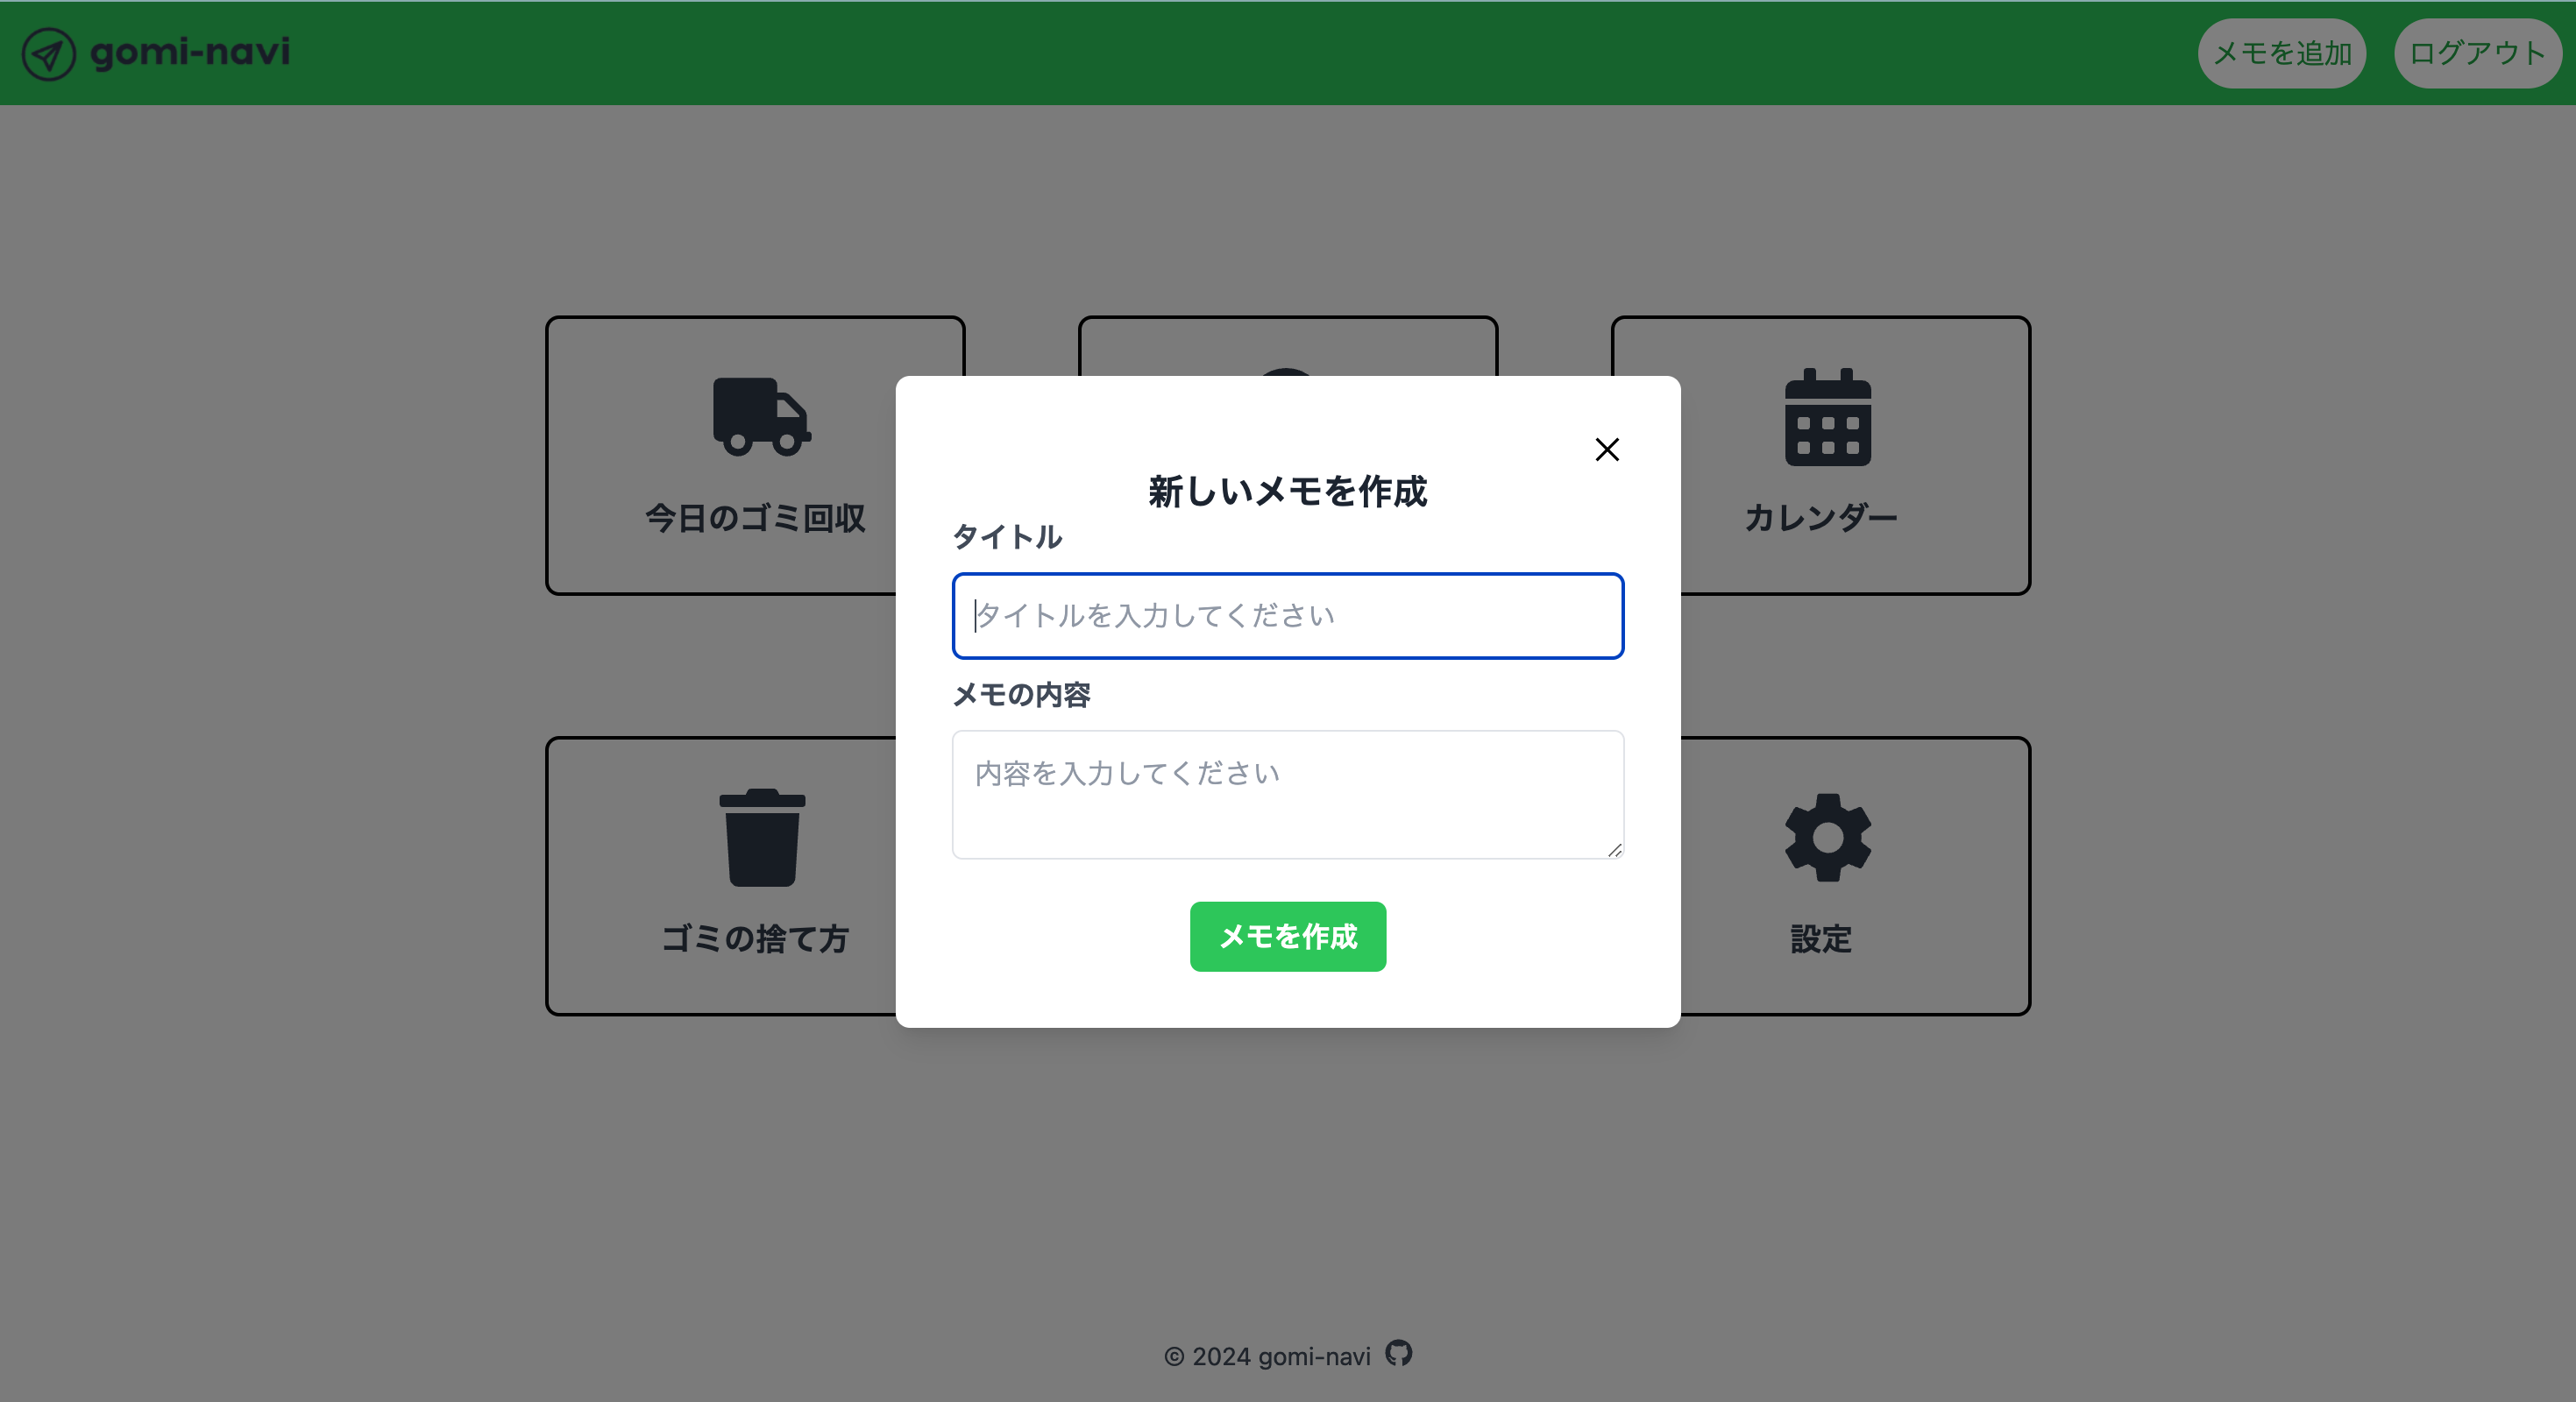 gomi-navi
メモを追加
ログアウト
今日のゴミ回収
カレンダー
新しいメモを作成
タイトル
タイトルを入力してください
メモの内容
内容を入力してください
メモを作成
ゴミの捨て方
設定
© 2024 gomi-navi